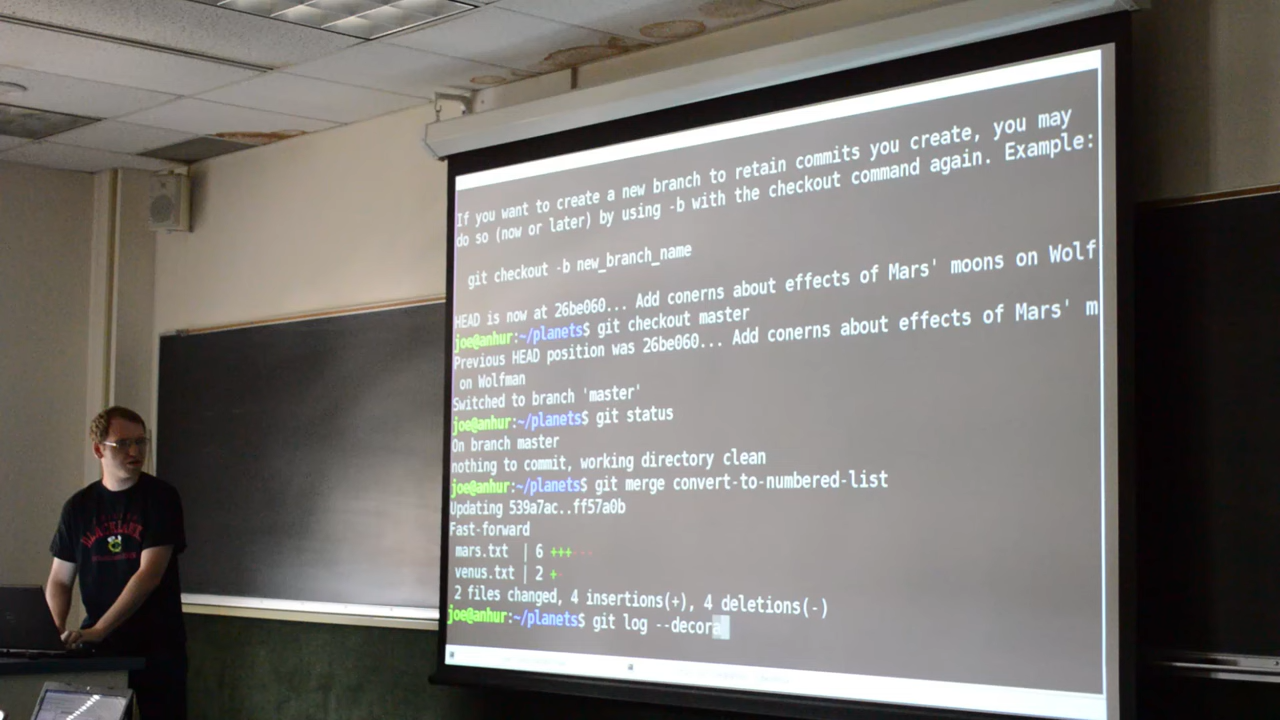 If you want to create a new branch to retain commits you create, you may
do so (now or later) by using -b with the checkout command again. Example:
git checkout -b new_branch_name
HEAD is now at 26be060... Add conerns about effects of Mars' moons on Wolf
joe@anhur:~/planets$ git checkout master
Previous HEAD position was 26be060... Add conerns about effects of Mars' m
on Wolfman
Switched to branch 'master'
joe@anhur:~/planets$ git status
On branch master
nothing to commit, working directory clean
joe@anhur:~/planets$ git merge convert-to-numbered-list
Updating 539a7ac..ff57a0b
Fast-forward
mars.txt | 6 +++---
venus.txt | 2 +-
2 files changed, 4 insertions(+), 4 deletions(-)
joe@anhur:~/planets$ git log --decora